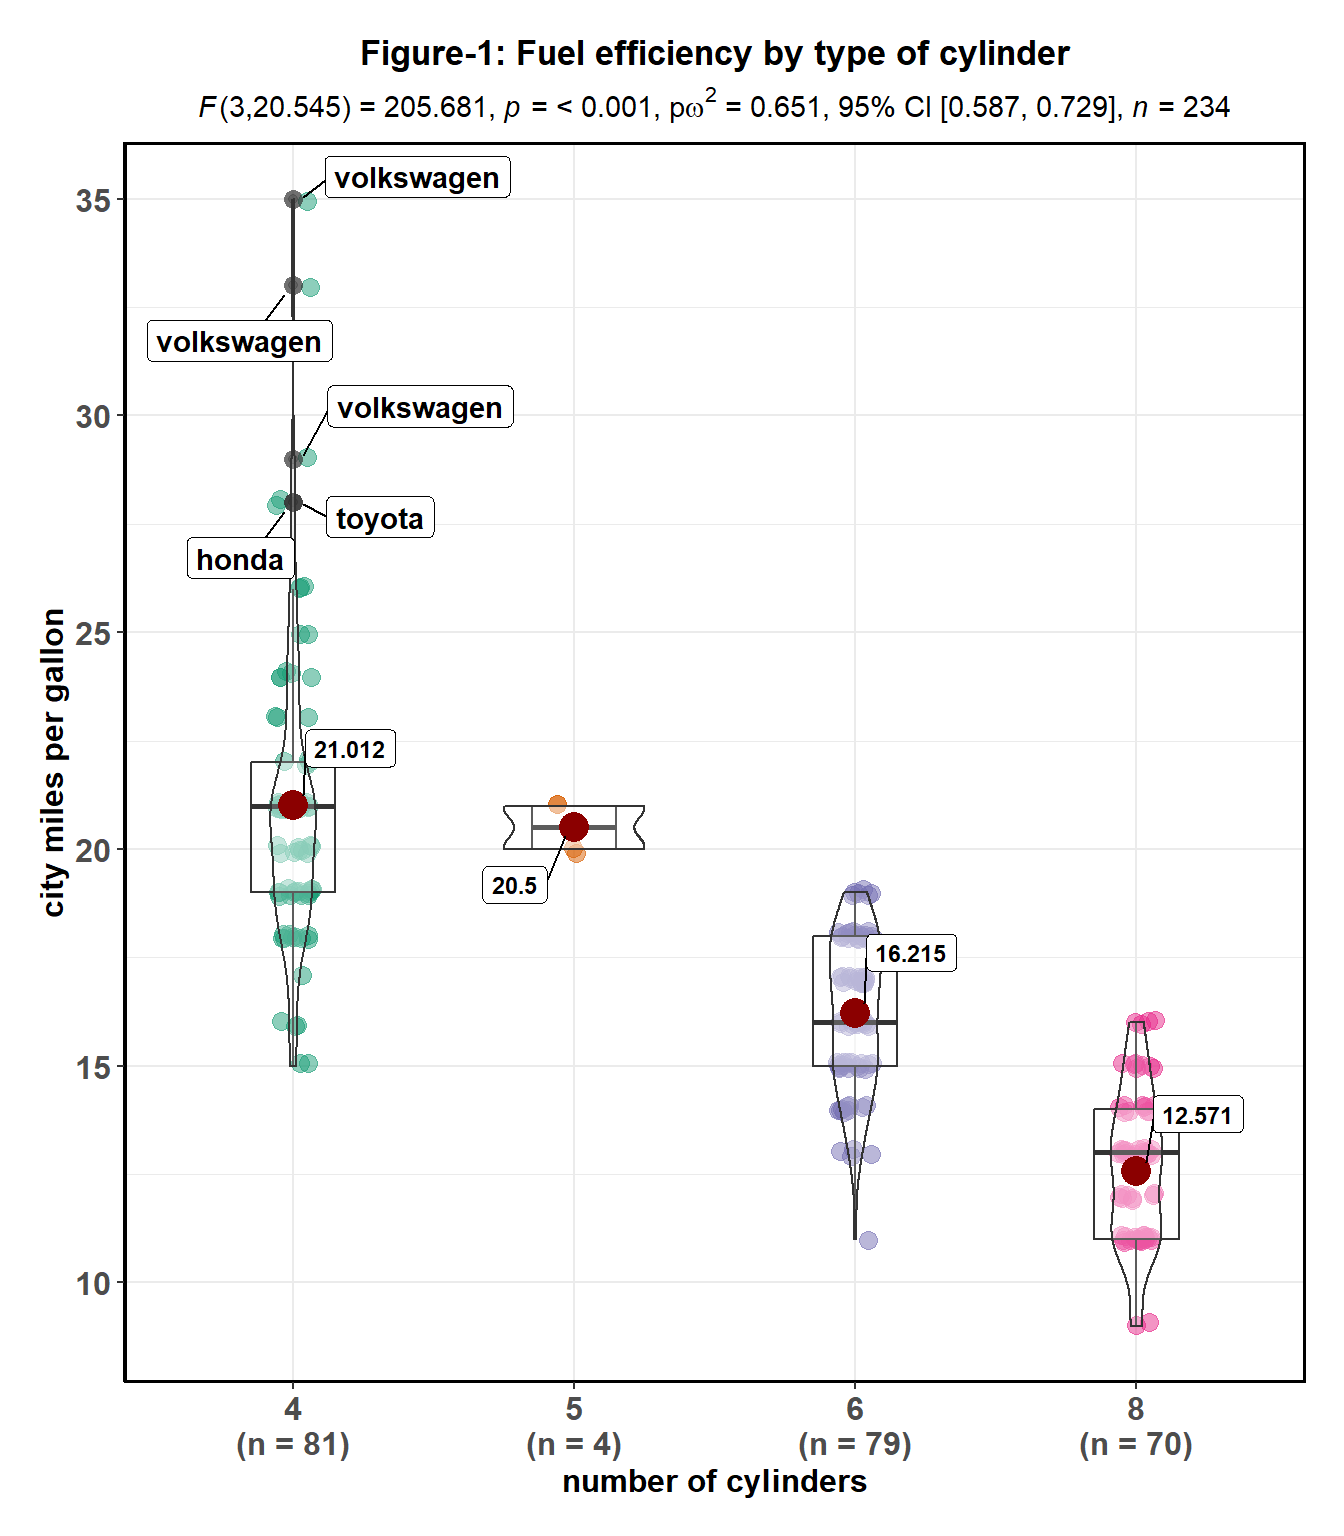 Figure-1: Fuel efficiency by type of cylinder
F(3,20.545) = 205.681, p = < 0.001, pω² = 0.651, 95% CI [0.587, 0.729], n = 234
35
30
25
20
15
10
city miles per gallon
volkswagen
volkswagen
volkswagen
toyota
honda
21.012
20.5
16.215
12.571
4
(n = 81)
5
(n = 4)
6
(n = 79)
8
(n = 70)
number of cylinders